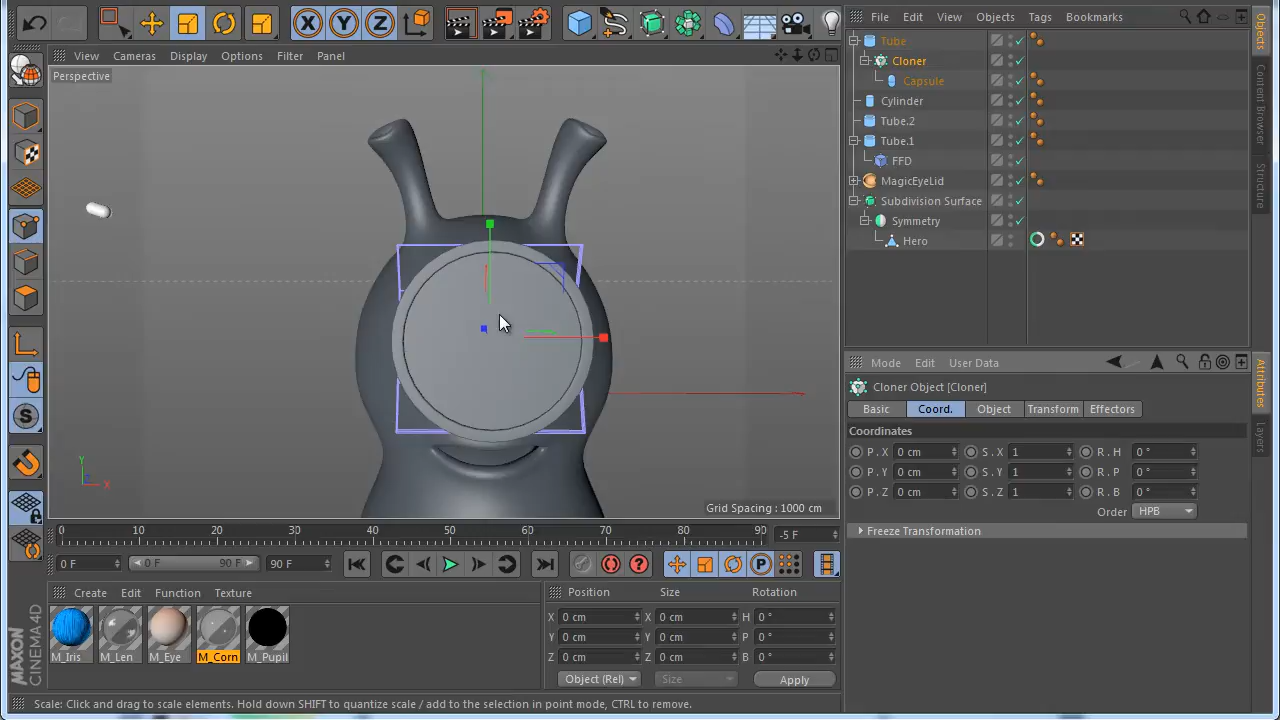 X Y Z
File Edit View Objects Tags Bookmarks
View Cameras Display Options Filter Panel
Perspective
Tube
Cloner
Capsule
Cylinder
Tube.2
Tube.1
FFD
MagicEyeLid
Subdivision Surface
Symmetry
Hero
Objects
Content Browser
Structure
Y
X
Grid Spacing : 1000 cm
Mode Edit User Data
Cloner Object [Cloner]
Basic Coord. Object Transform Effectors
Coordinates
P . X 0 cm S . X 1 R . H 0 °
P . Y 0 cm S . Y 1 R . P 0 °
P . Z 0 cm S . Z 1 R . B 0 °
Order HPB
Freeze Transformation
Attributes
Layers
0 10 20 30 40 50 60 70 80 90
-5 F
0 F 0 F 90 F 90 F
Create Edit Function Texture
M_Iris M_Len M_Eye M_Corn M_Pupil
Position Size Rotation
X 0 cm X 0 cm H 0 °
Y 0 cm Y 0 cm P 0 °
Z 0 cm Z 0 cm B 0 °
Object (Rel) Size Apply
MAXON CINEMA 4D
Scale: Click and drag to scale elements. Hold down SHIFT to quantize scale / add to the selection in point mode, CTRL to remove.